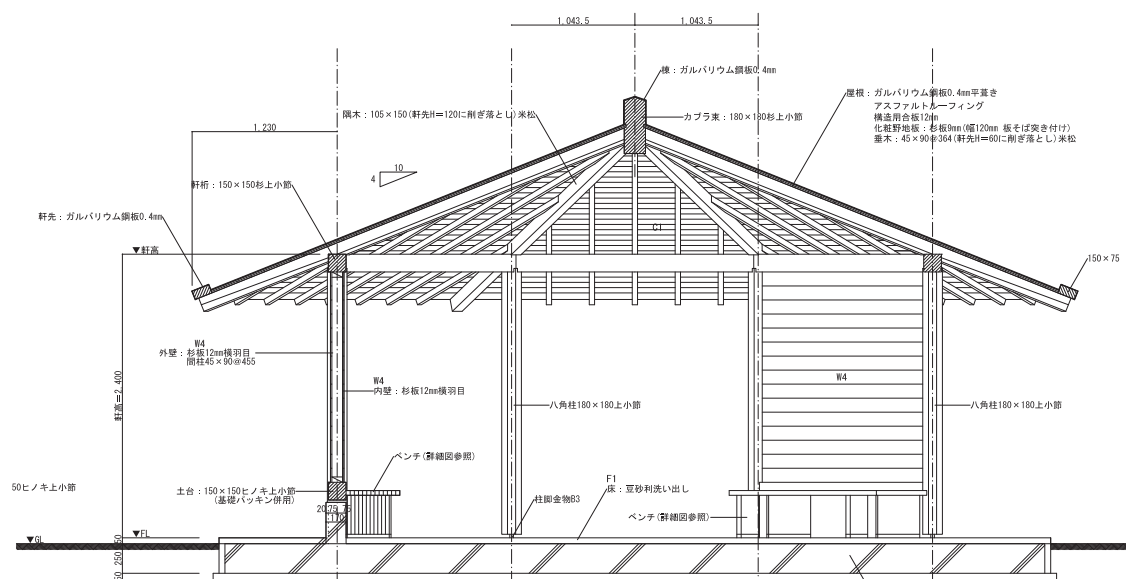 1,043.5
1,043.5
棟：ガルバリウム鋼板0.4mm
屋根：ガルバリウム鋼板0.4mm平葺き
アスファルトルーフィング
構造用合板12mm
化粧野地板：杉板9mm(幅120mm 板そば突き付け)
垂木：45×90@364(軒先H=60に削ぎ落とし)米松
隅木：105×150(軒先H=120に削ぎ落とし)米松
カブラ束：180×180杉上小節
1,230
10
4
軒桁：150×150杉上小節
軒先：ガルバリウム鋼板0.4mm
C1
▼軒高
150×75
W4
外壁：杉板12mm横羽目
間柱45×90@455
W4
内壁：杉板12mm横羽目
W4
軒高=2,400
八角柱180×180上小節
八角柱180×180上小節
ベンチ(詳細図参照)
50ヒノキ上小節
土台：150×150ヒノキ上小節
(基礎パッキン併用)
F1
床：豆砂利洗い出し
柱脚金物B3
ベンチ(詳細図参照)
20
75
75
170
▼FL
▼GL
50
250
50